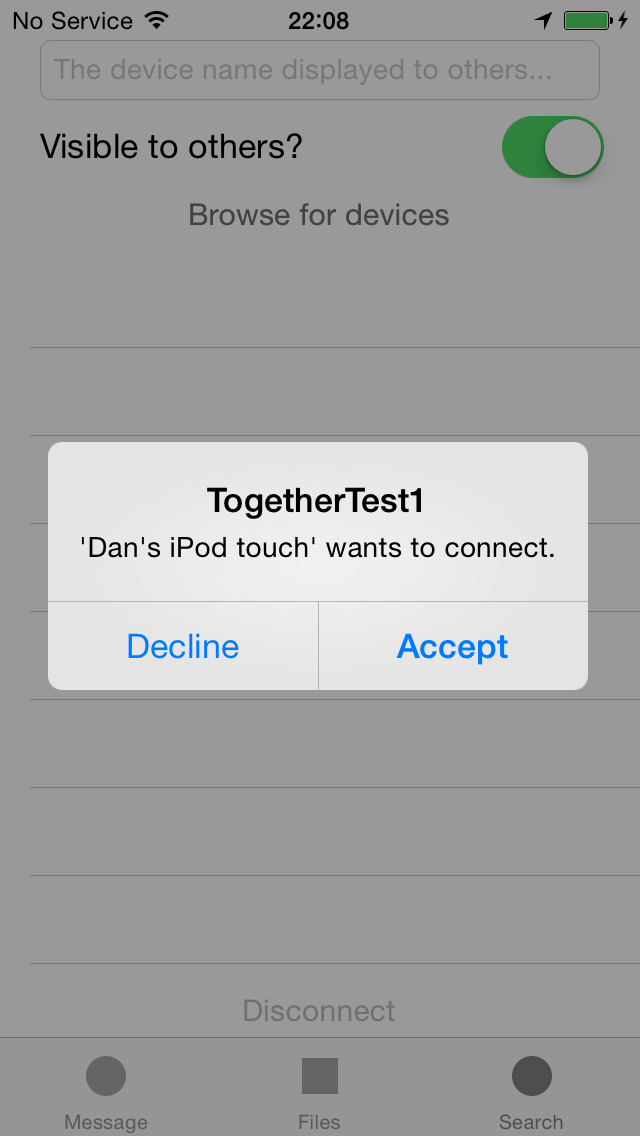 No Service 22:08
The device name displayed to others...
Visible to others?
Browse for devices
TogetherTest1
'Dan's iPod touch' wants to connect.
Decline Accept
Disconnect
Message Files Search